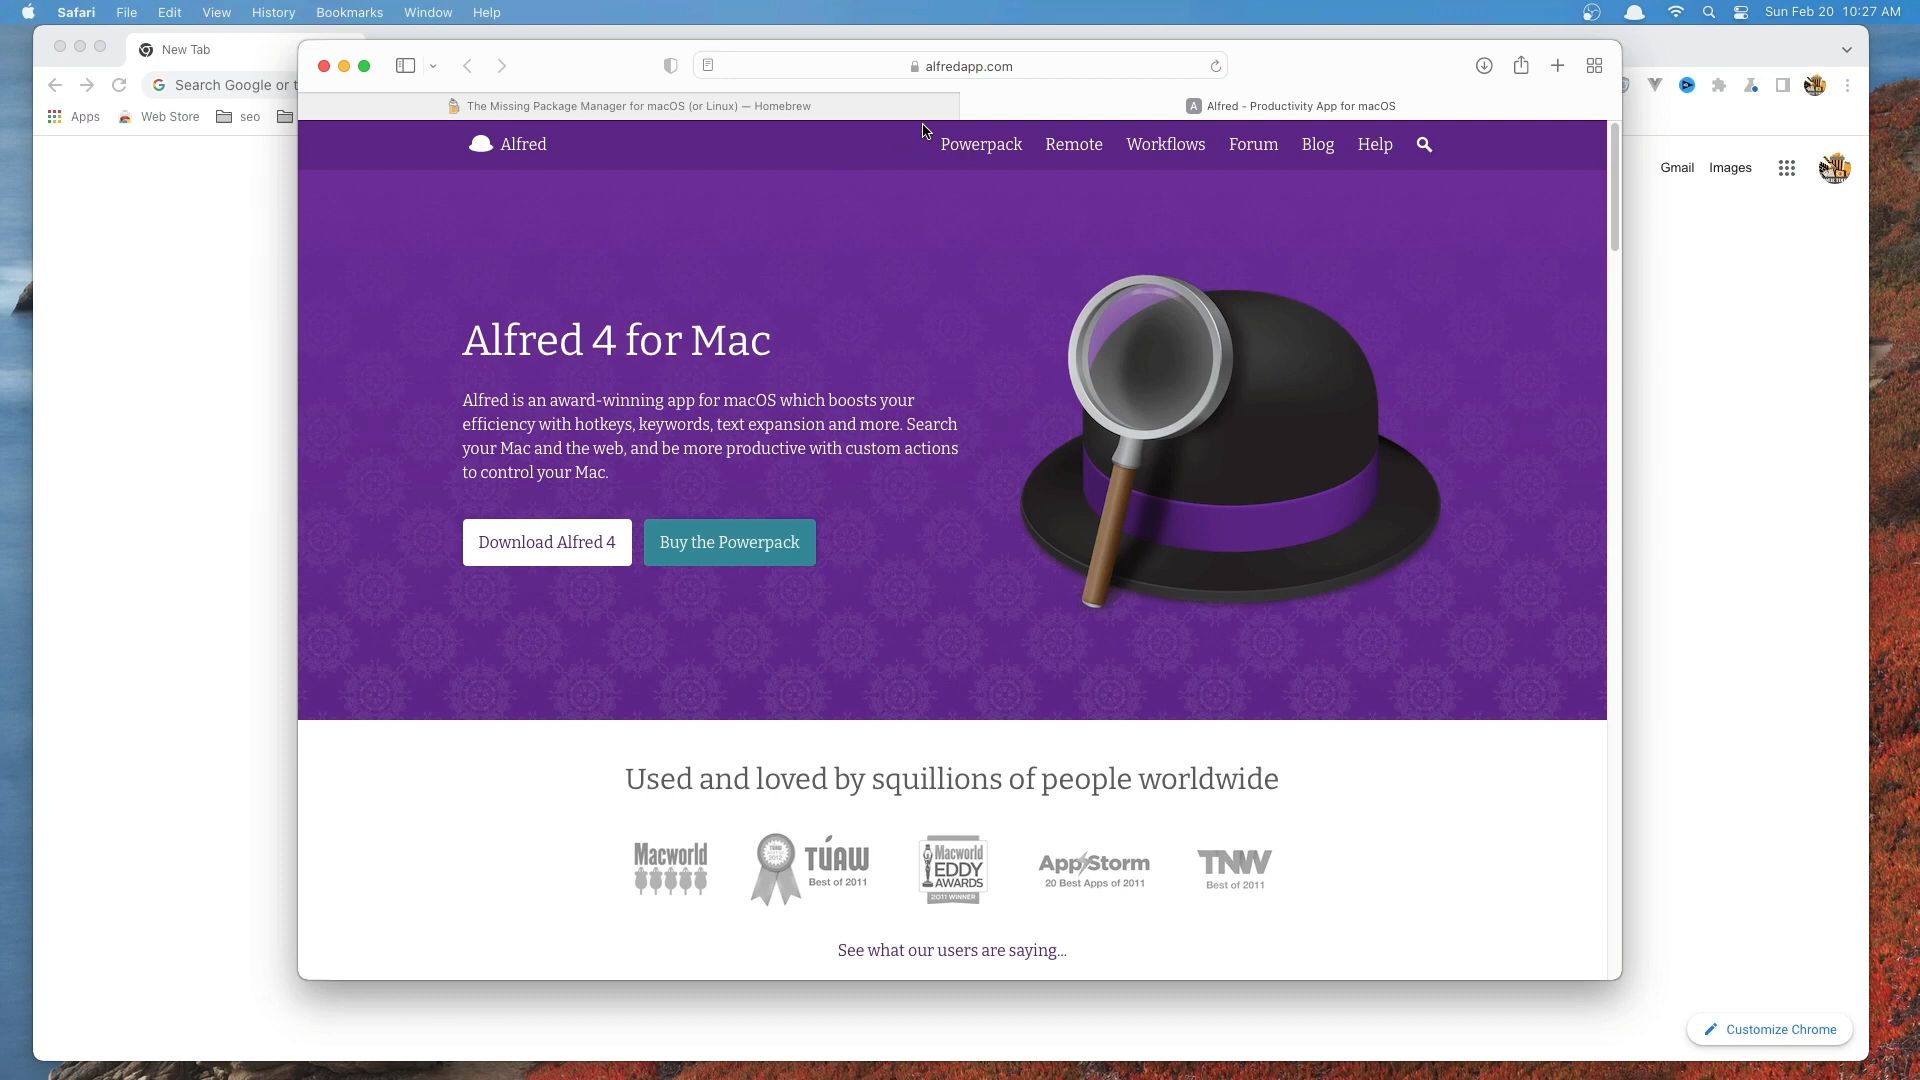 Safari File Edit View History Bookmarks Window Help Sun Feb 20 10:27 AM
New Tab
Search Google or t
Apps Web Store seo
alfredapp.com
The Missing Package Manager for macOS (or Linux) — Homebrew
A Alfred - Productivity App for macOS
Alfred Powerpack Remote Workflows Forum Blog Help
Gmail Images
Alfred 4 for Mac
Alfred is an award-winning app for macOS which boosts your
efficiency with hotkeys, keywords, text expansion and more. Search
your Mac and the web, and be more productive with custom actions
to control your Mac.
Download Alfred 4 Buy the Powerpack
Used and loved by squillions of people worldwide
Macworld
TUAW
2012
TÚAW
Best of 2011
Macworld
EDDY
AWARDS
2011 WINNER
AppStorm
20 Best Apps of 2011
TNW
Best of 2011
See what our users are saying...
Customize Chrome